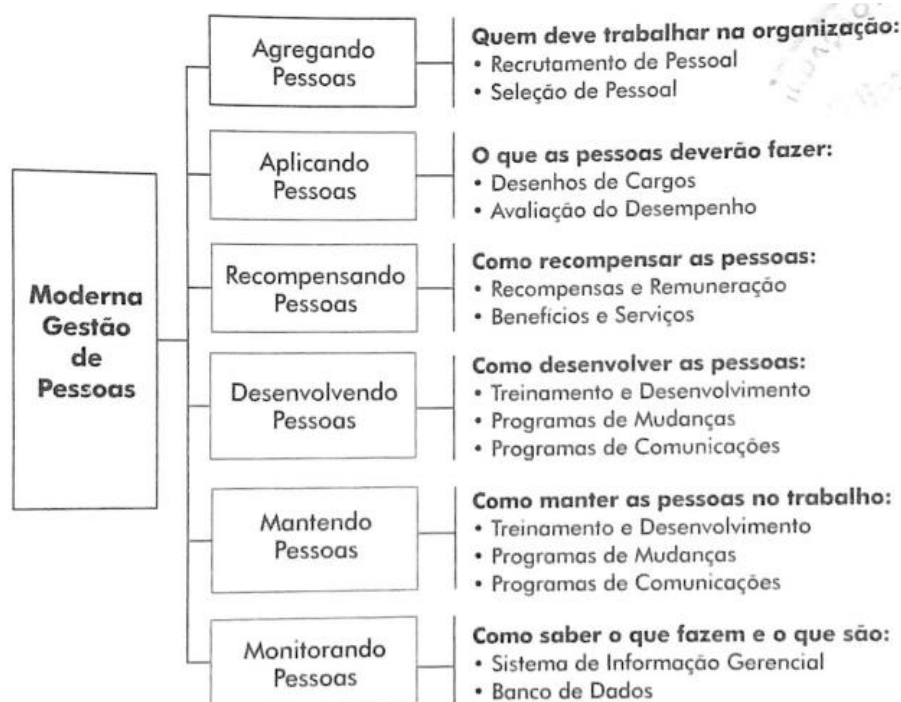 Moderna
Gestão
de
Pessoas
Agregando
Pessoas
Quem deve trabalhar na organização:
• Recrutamento de Pessoal
• Seleção de Pessoal
Aplicando
Pessoas
O que as pessoas deverão fazer:
• Desenhos de Cargos
• Avaliação do Desempenho
Recompensando
Pessoas
Como recompensar as pessoas:
• Recompensas e Remuneração
• Benefícios e Serviços
Desenvolvendo
Pessoas
Como desenvolver as pessoas:
• Treinamento e Desenvolvimento
• Programas de Mudanças
• Programas de Comunicações
Mantendo
Pessoas
Como manter as pessoas no trabalho:
• Treinamento e Desenvolvimento
• Programas de Mudanças
• Programas de Comunicações
Monitorando
Pessoas
Como saber o que fazem e o que são:
• Sistema de Informação Gerencial
• Banco de Dados